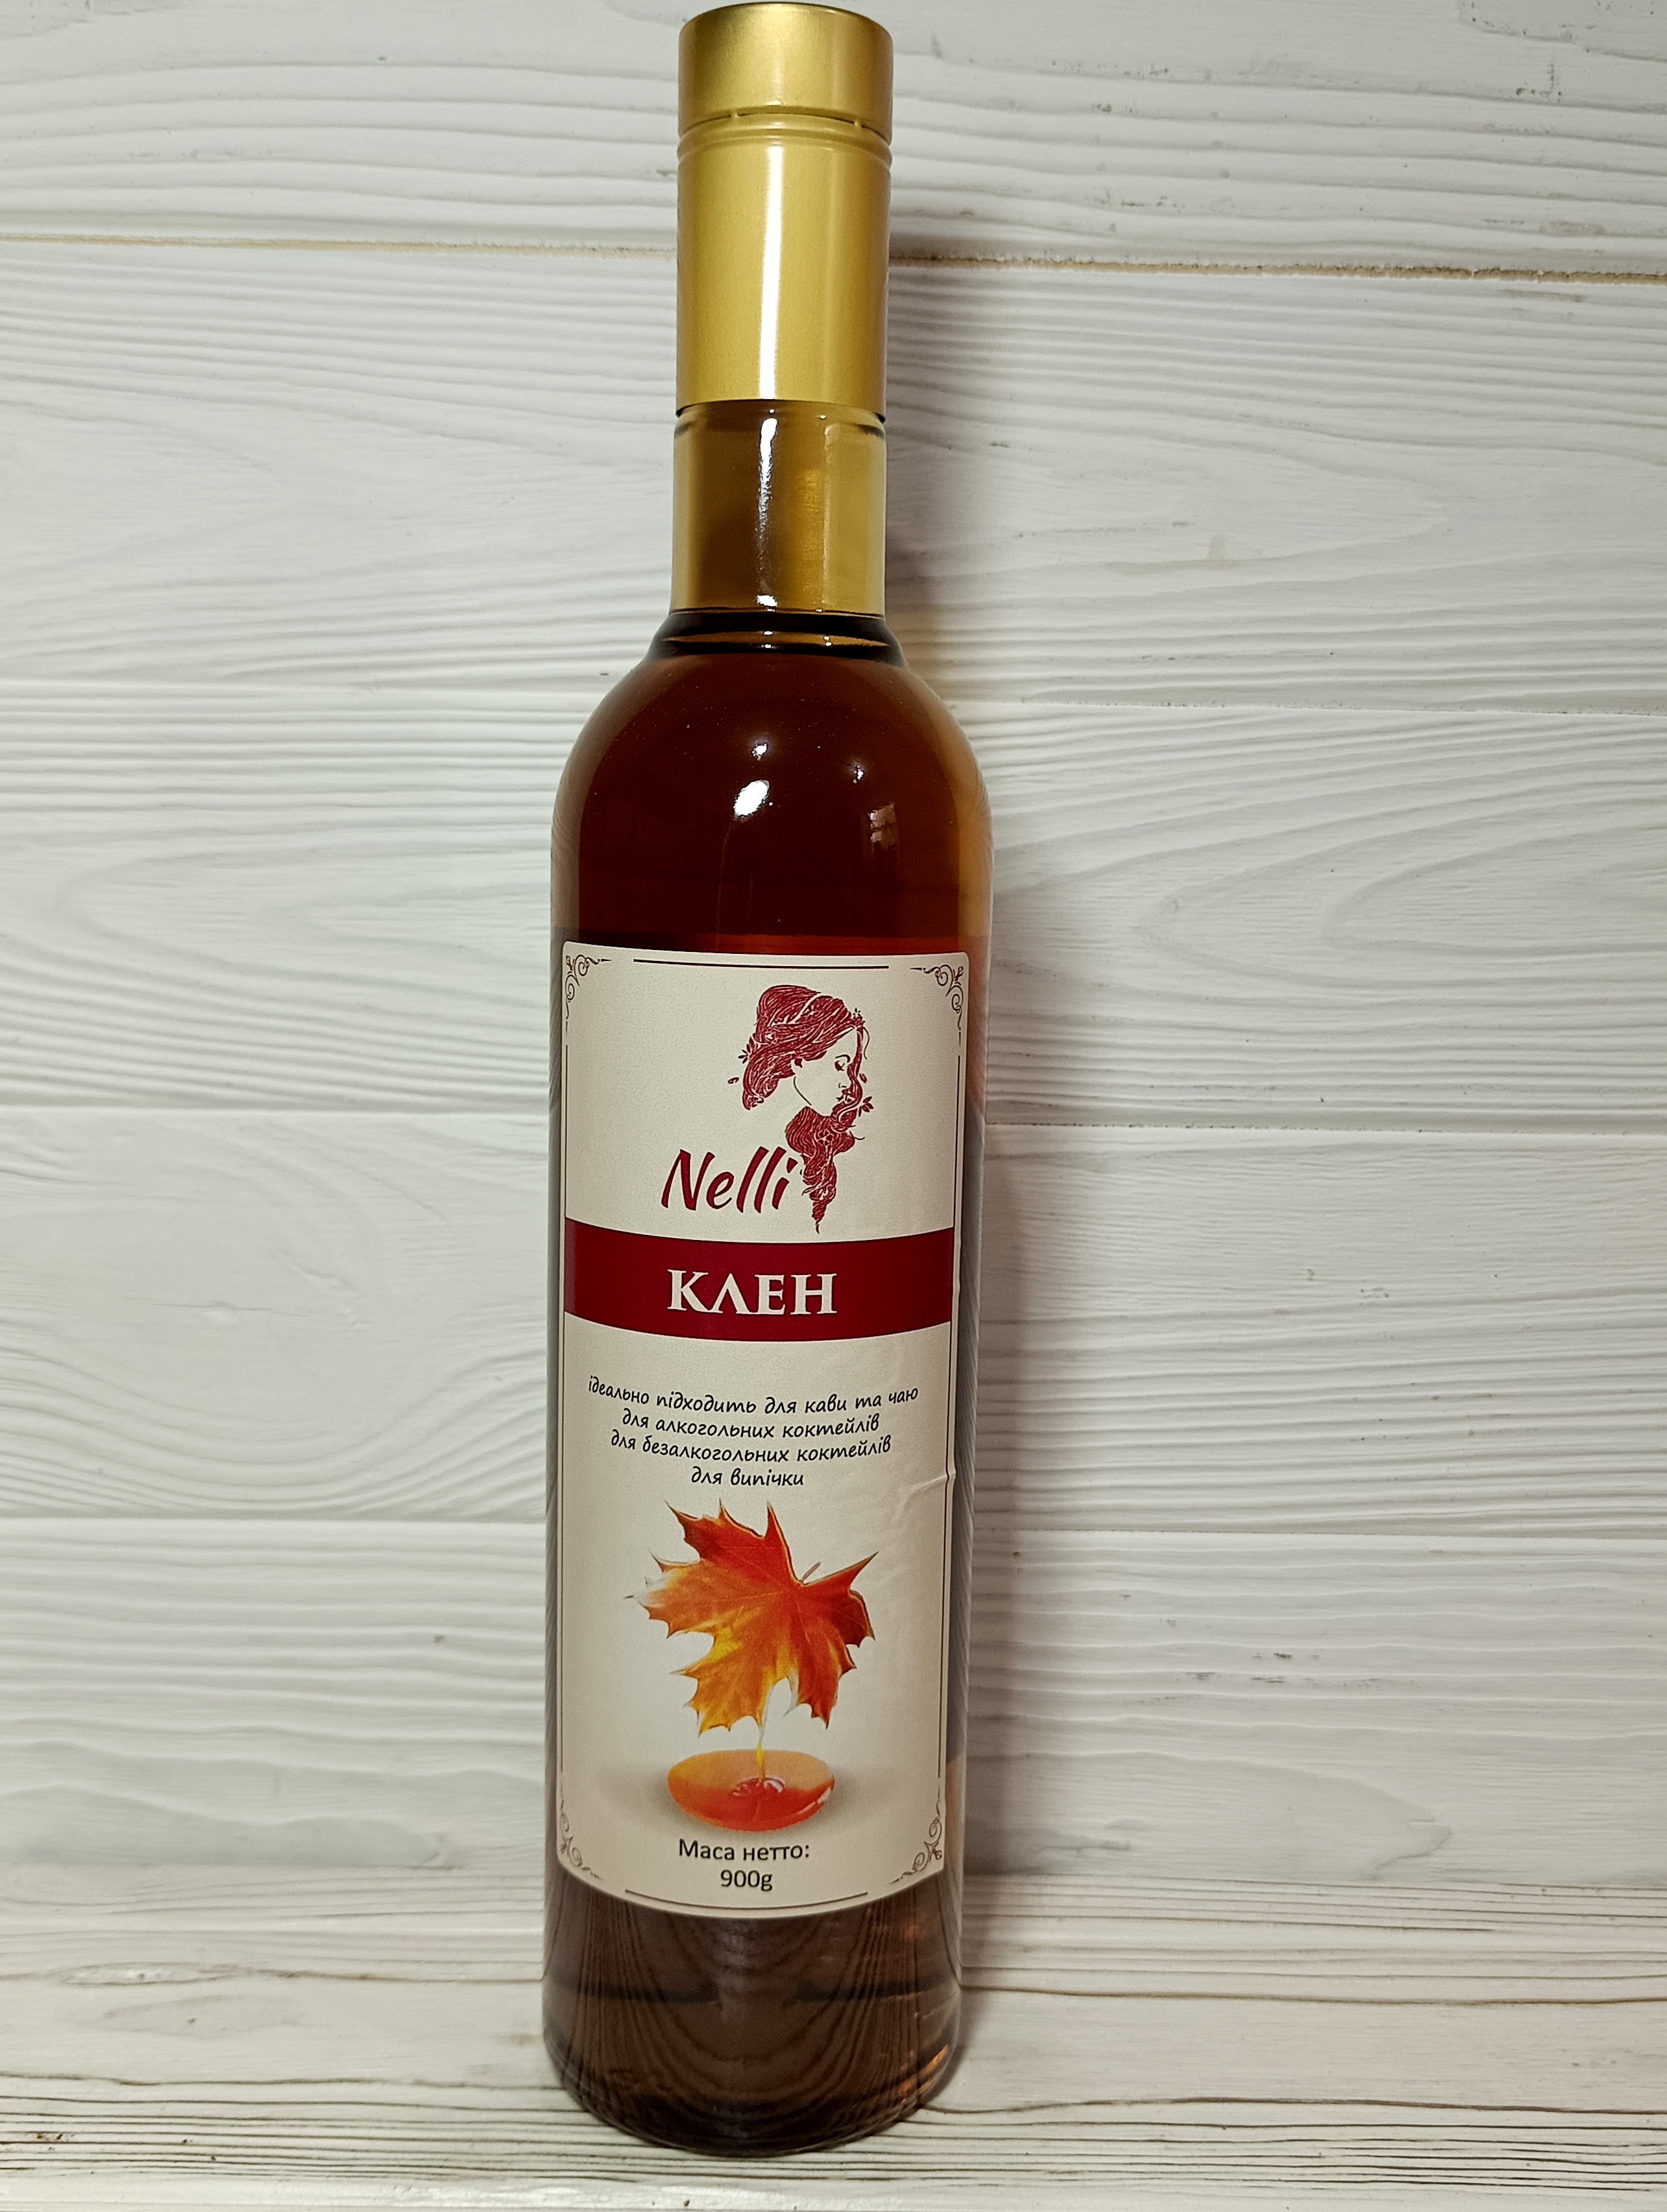 Nelli
КЛЕН
ідеально підходить для кави та чаю
для алкогольних коктейлів
для безалкогольних коктейлів
для випічки
Маса нетто:
900g